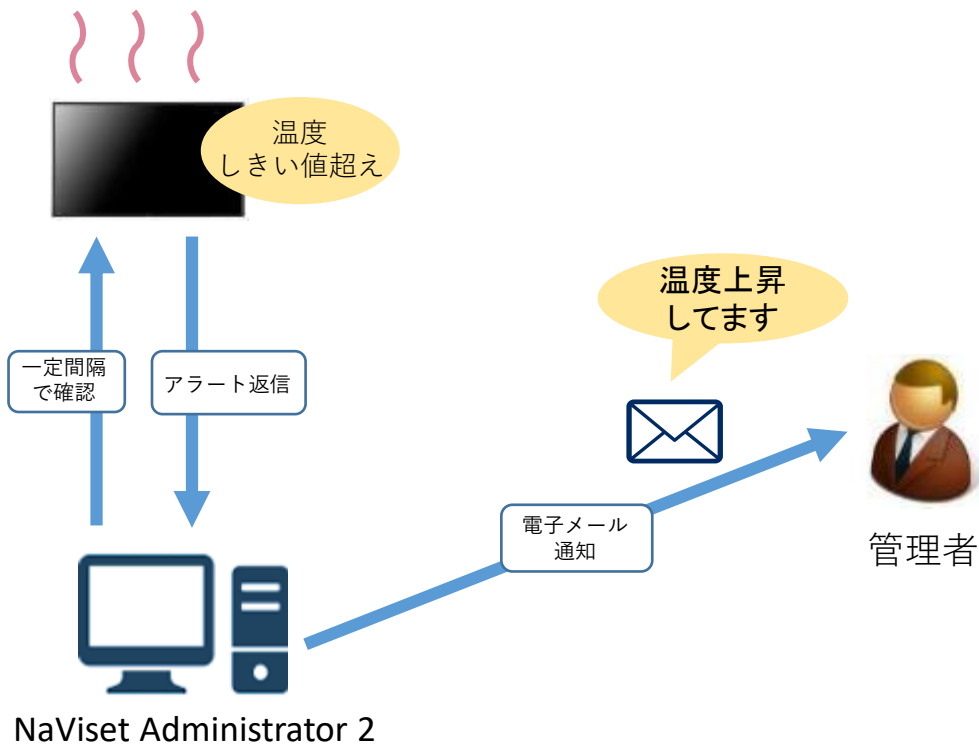 温度
しきい値超え
温度上昇
してます
一定間隔
で確認
アラート返信
電子メール
通知
管理者
NaViset Administrator 2